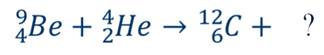 ⁹₄Be + ⁴₂He → ¹²₆C + ?